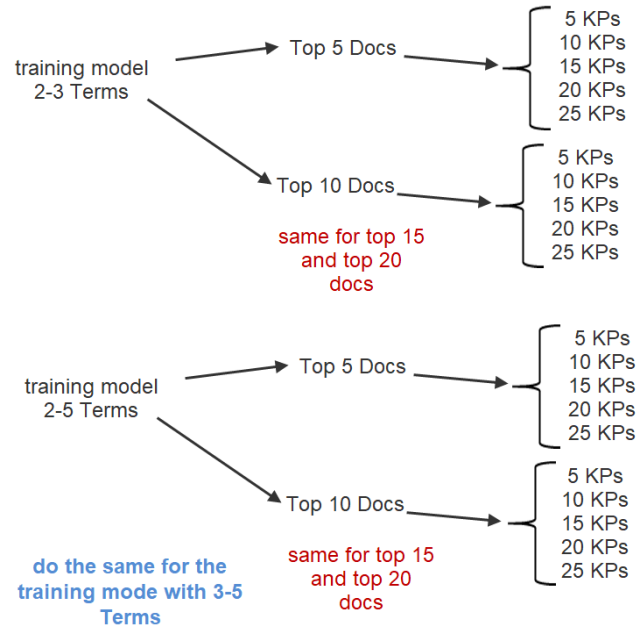 training model
2-3 Terms
Top 5 Docs
5 KPs
10 KPs
15 KPs
20 KPs
25 KPs
Top 10 Docs
5 KPs
10 KPs
15 KPs
20 KPs
25 KPs
same for top 15
and top 20
docs
training model
2-5 Terms
Top 5 Docs
5 KPs
10 KPs
15 KPs
20 KPs
25 KPs
Top 10 Docs
5 KPs
10 KPs
15 KPs
20 KPs
25 KPs
same for top 15
and top 20
docs
do the same for the
training mode with 3-5
Terms